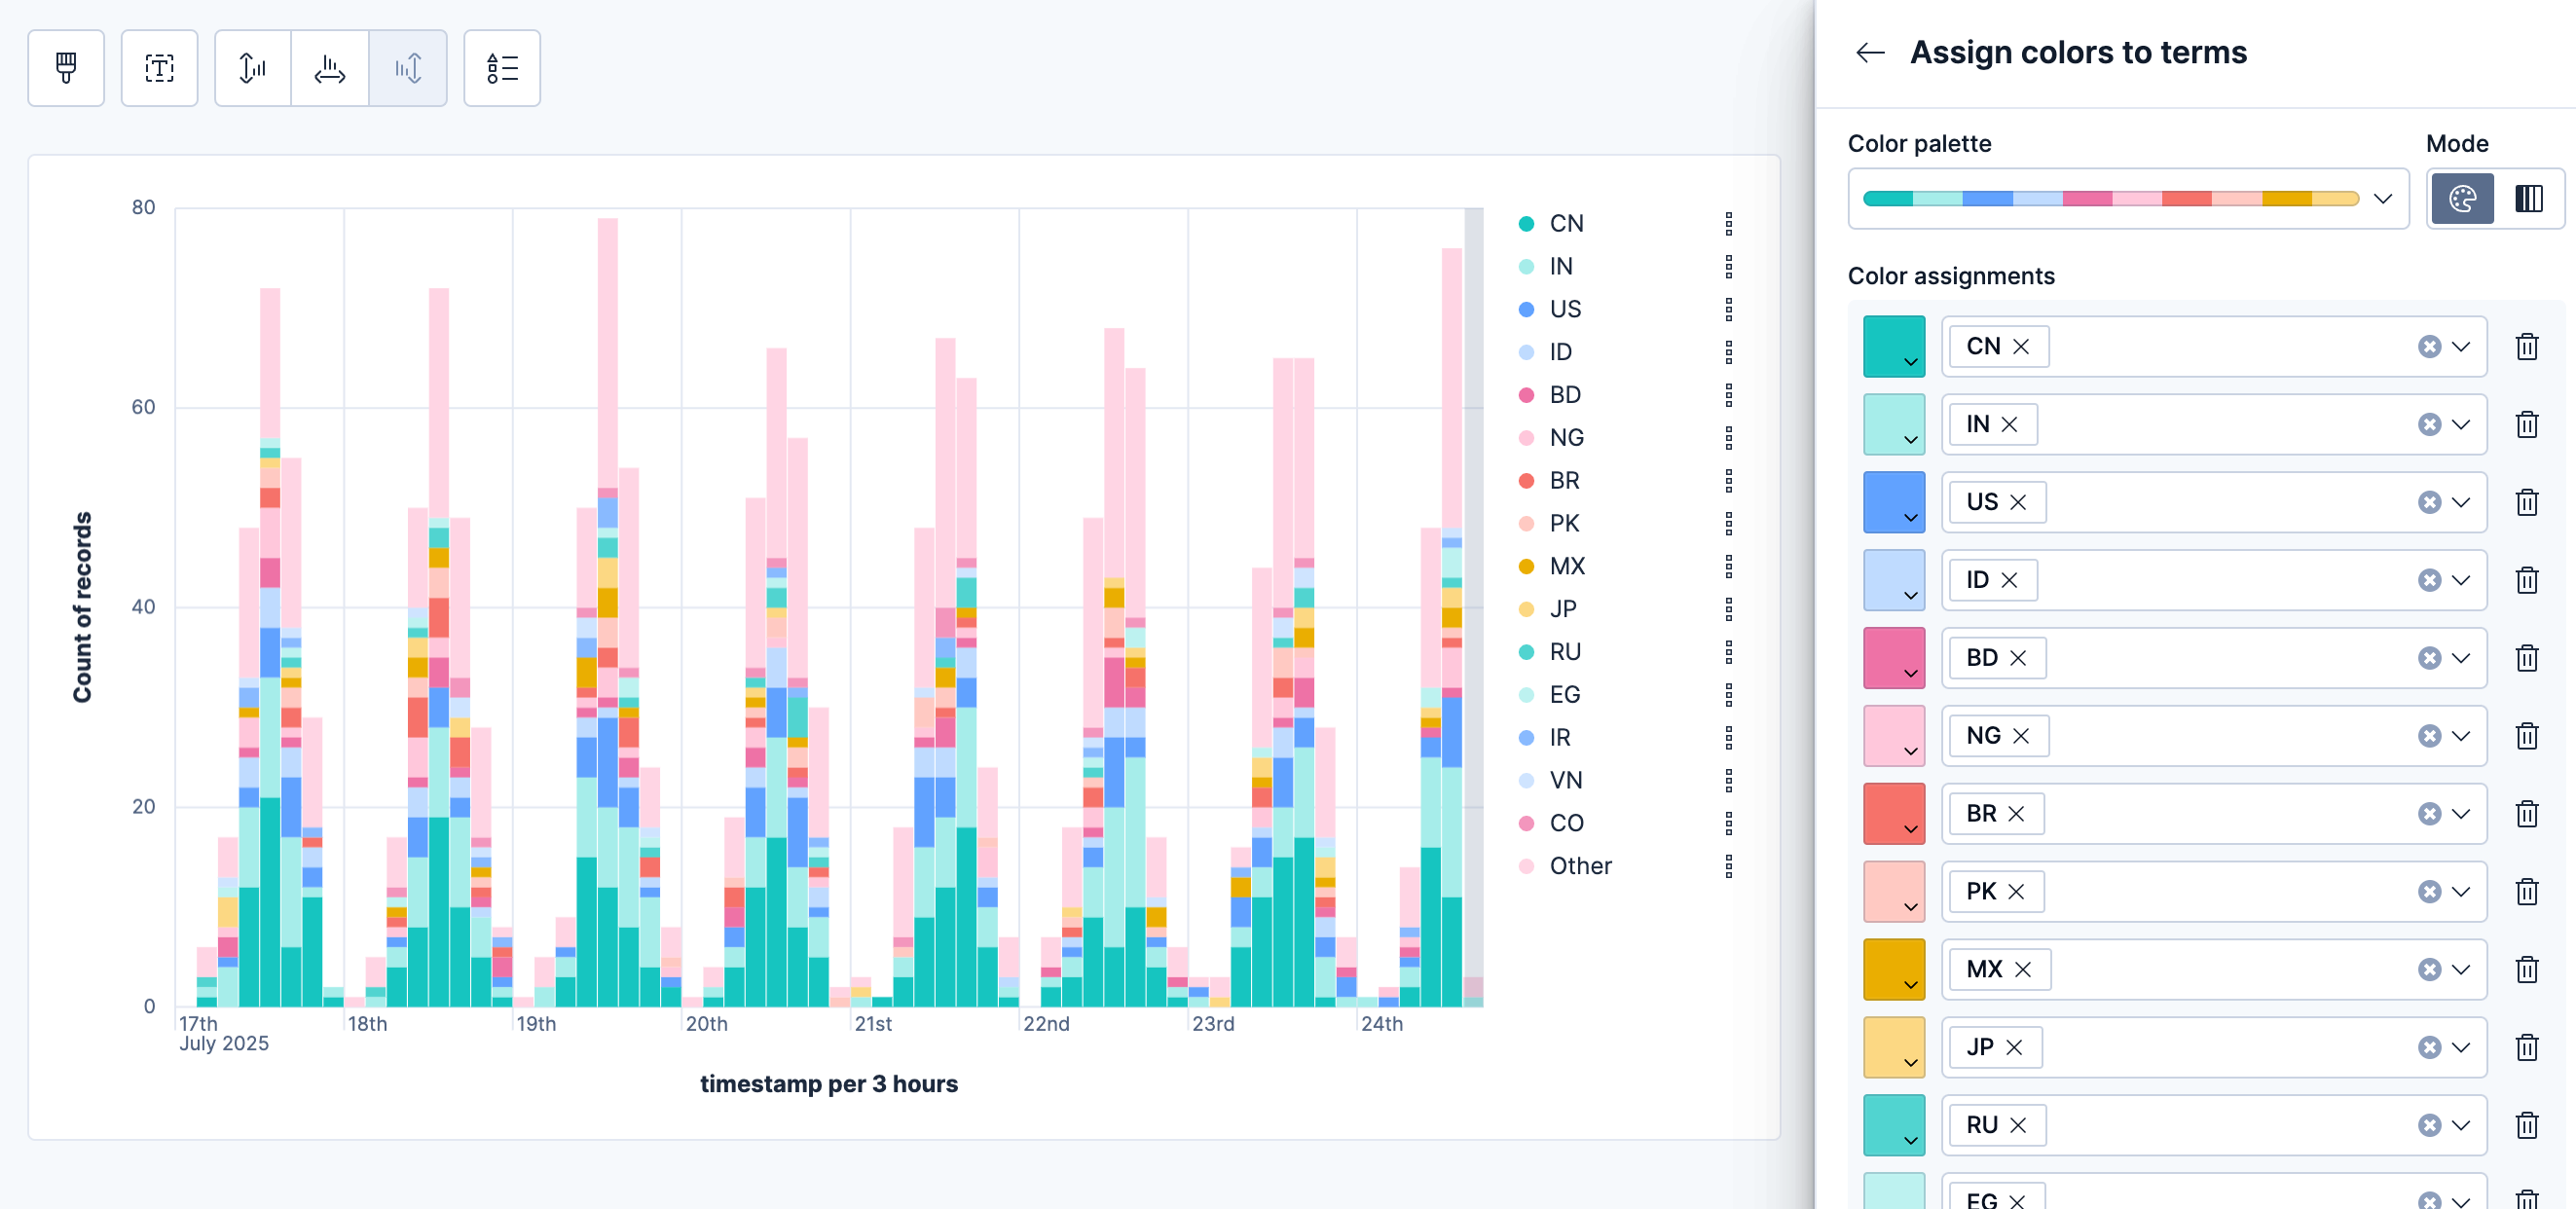 Assign colors to terms
Color palette
Mode
Color assignments
CN
IN
US
ID
BD
NG
BR
PK
MX
JP
RU
EG
80
60
40
20
0
Count of records
17th
18th
19th
20th
21st
22nd
23rd
24th
July 2025
timestamp per 3 hours
CN
IN
US
ID
BD
NG
BR
PK
MX
JP
RU
EG
IR
VN
CO
Other